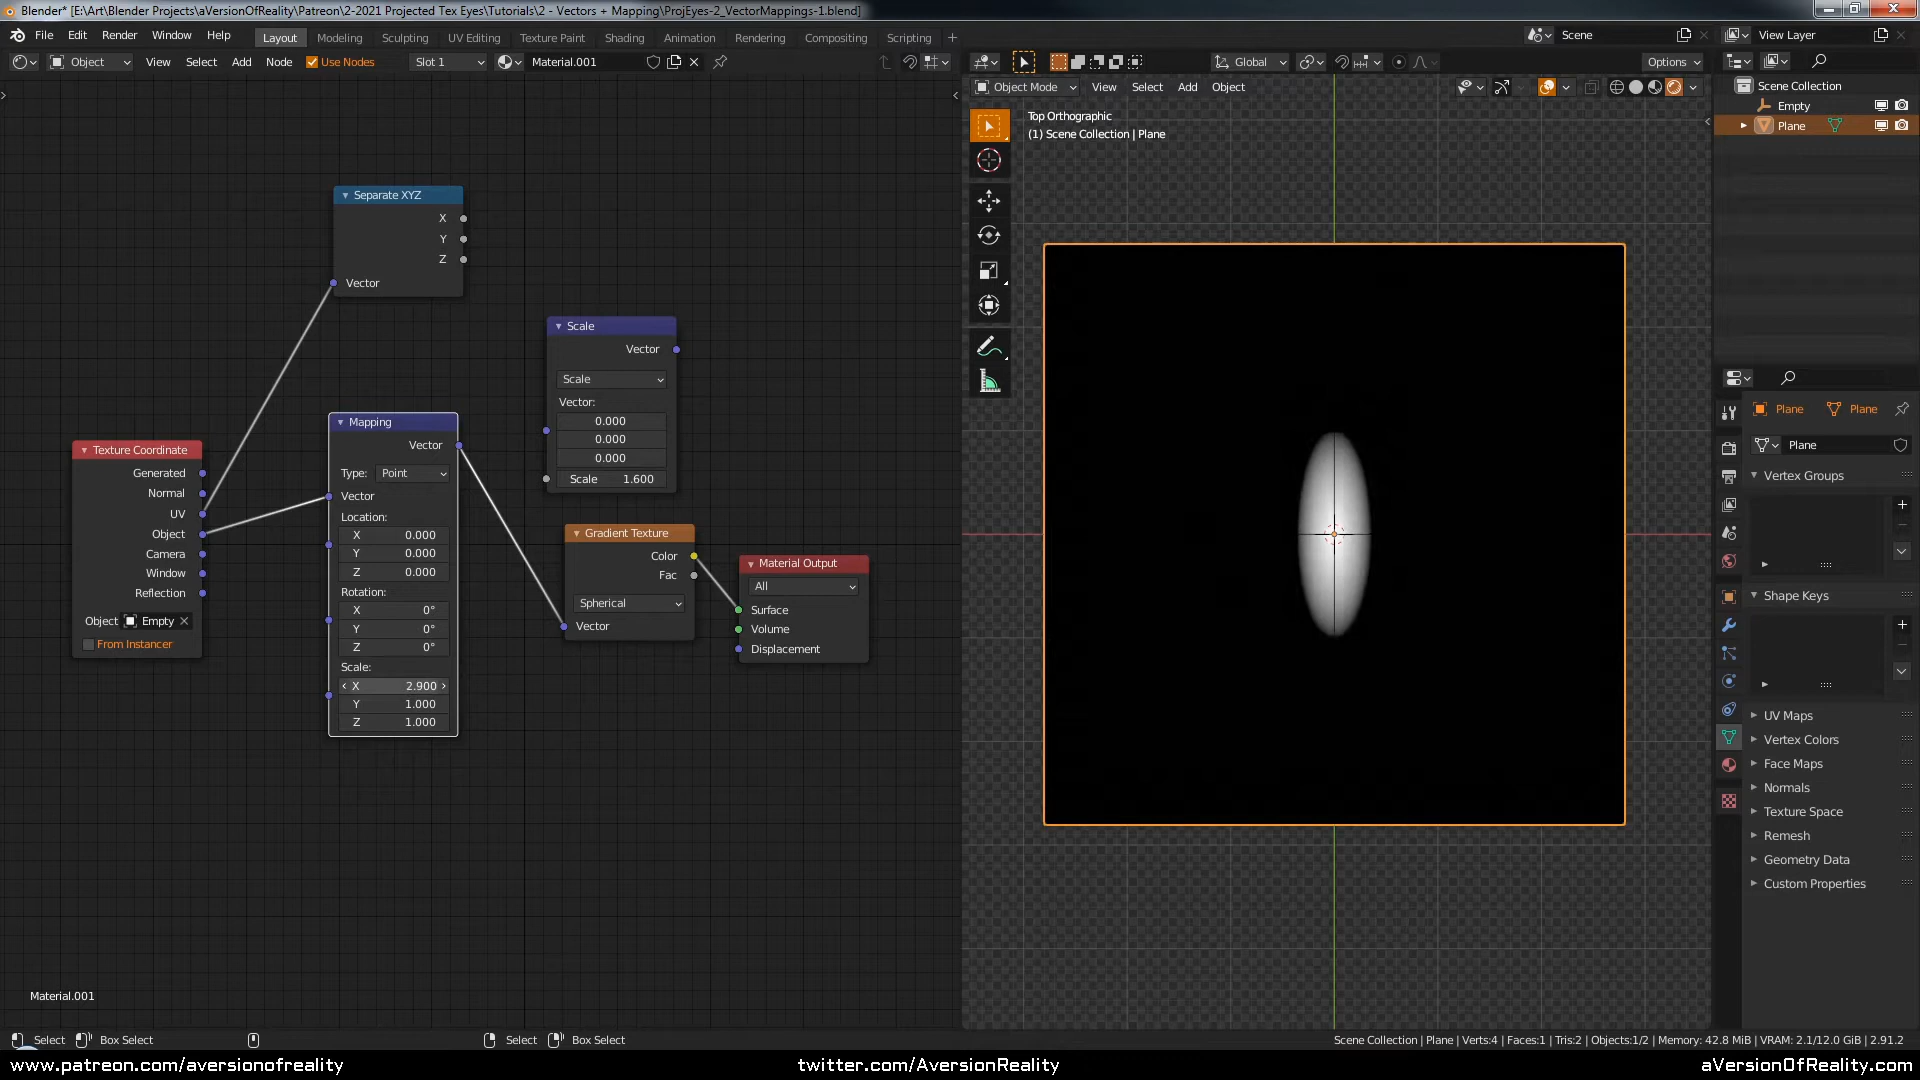 Blender* [E:\Art\Blender Projects\aVersionOfReality\Patreon\2-2021 Projected Tex Eyes\Tutorials\2 - Vectors + Mapping\ProjEyes-2_VectorMappings-1.blend]
File Edit Render Window Help Layout Modeling Sculpting UV Editing Texture Paint Shading Animation Rendering Compositing Scripting + Scene View Layer
Object View Select Add Node Use Nodes Slot 1 Material.001 Global Options
Object Mode View Select Add Object
Scene Collection
Empty
Plane
Top Orthographic
(1) Scene Collection | Plane
Separate XYZ
X
Y
Z
Vector
Scale
Vector
Scale
Vector:
0.000
0.000
0.000
Scale 1.600
Texture Coordinate
Generated
Normal
UV
Object
Camera
Window
Reflection
Object Empty
From Instancer
Mapping
Vector
Type: Point
Vector
Location:
X 0.000
Y 0.000
Z 0.000
Rotation:
X 0°
Y 0°
Z 0°
Scale:
X 2.900
Y 1.000
Z 1.000
Gradient Texture
Color
Fac
Spherical
Vector
Material Output
All
Surface
Volume
Displacement
Plane Plane
Plane
Vertex Groups
Shape Keys
UV Maps
Vertex Colors
Face Maps
Normals
Texture Space
Remesh
Geometry Data
Custom Properties
Material.001
Select Box Select Select Box Select Scene Collection | Plane | Verts:4 | Faces:1 | Tris:2 | Objects:1/2 | Memory: 42.8 MiB | VRAM: 2.1/12.0 GiB | 2.91.2
www.patreon.com/aversionofreality twitter.com/AversionReality aVersionOfReality.com